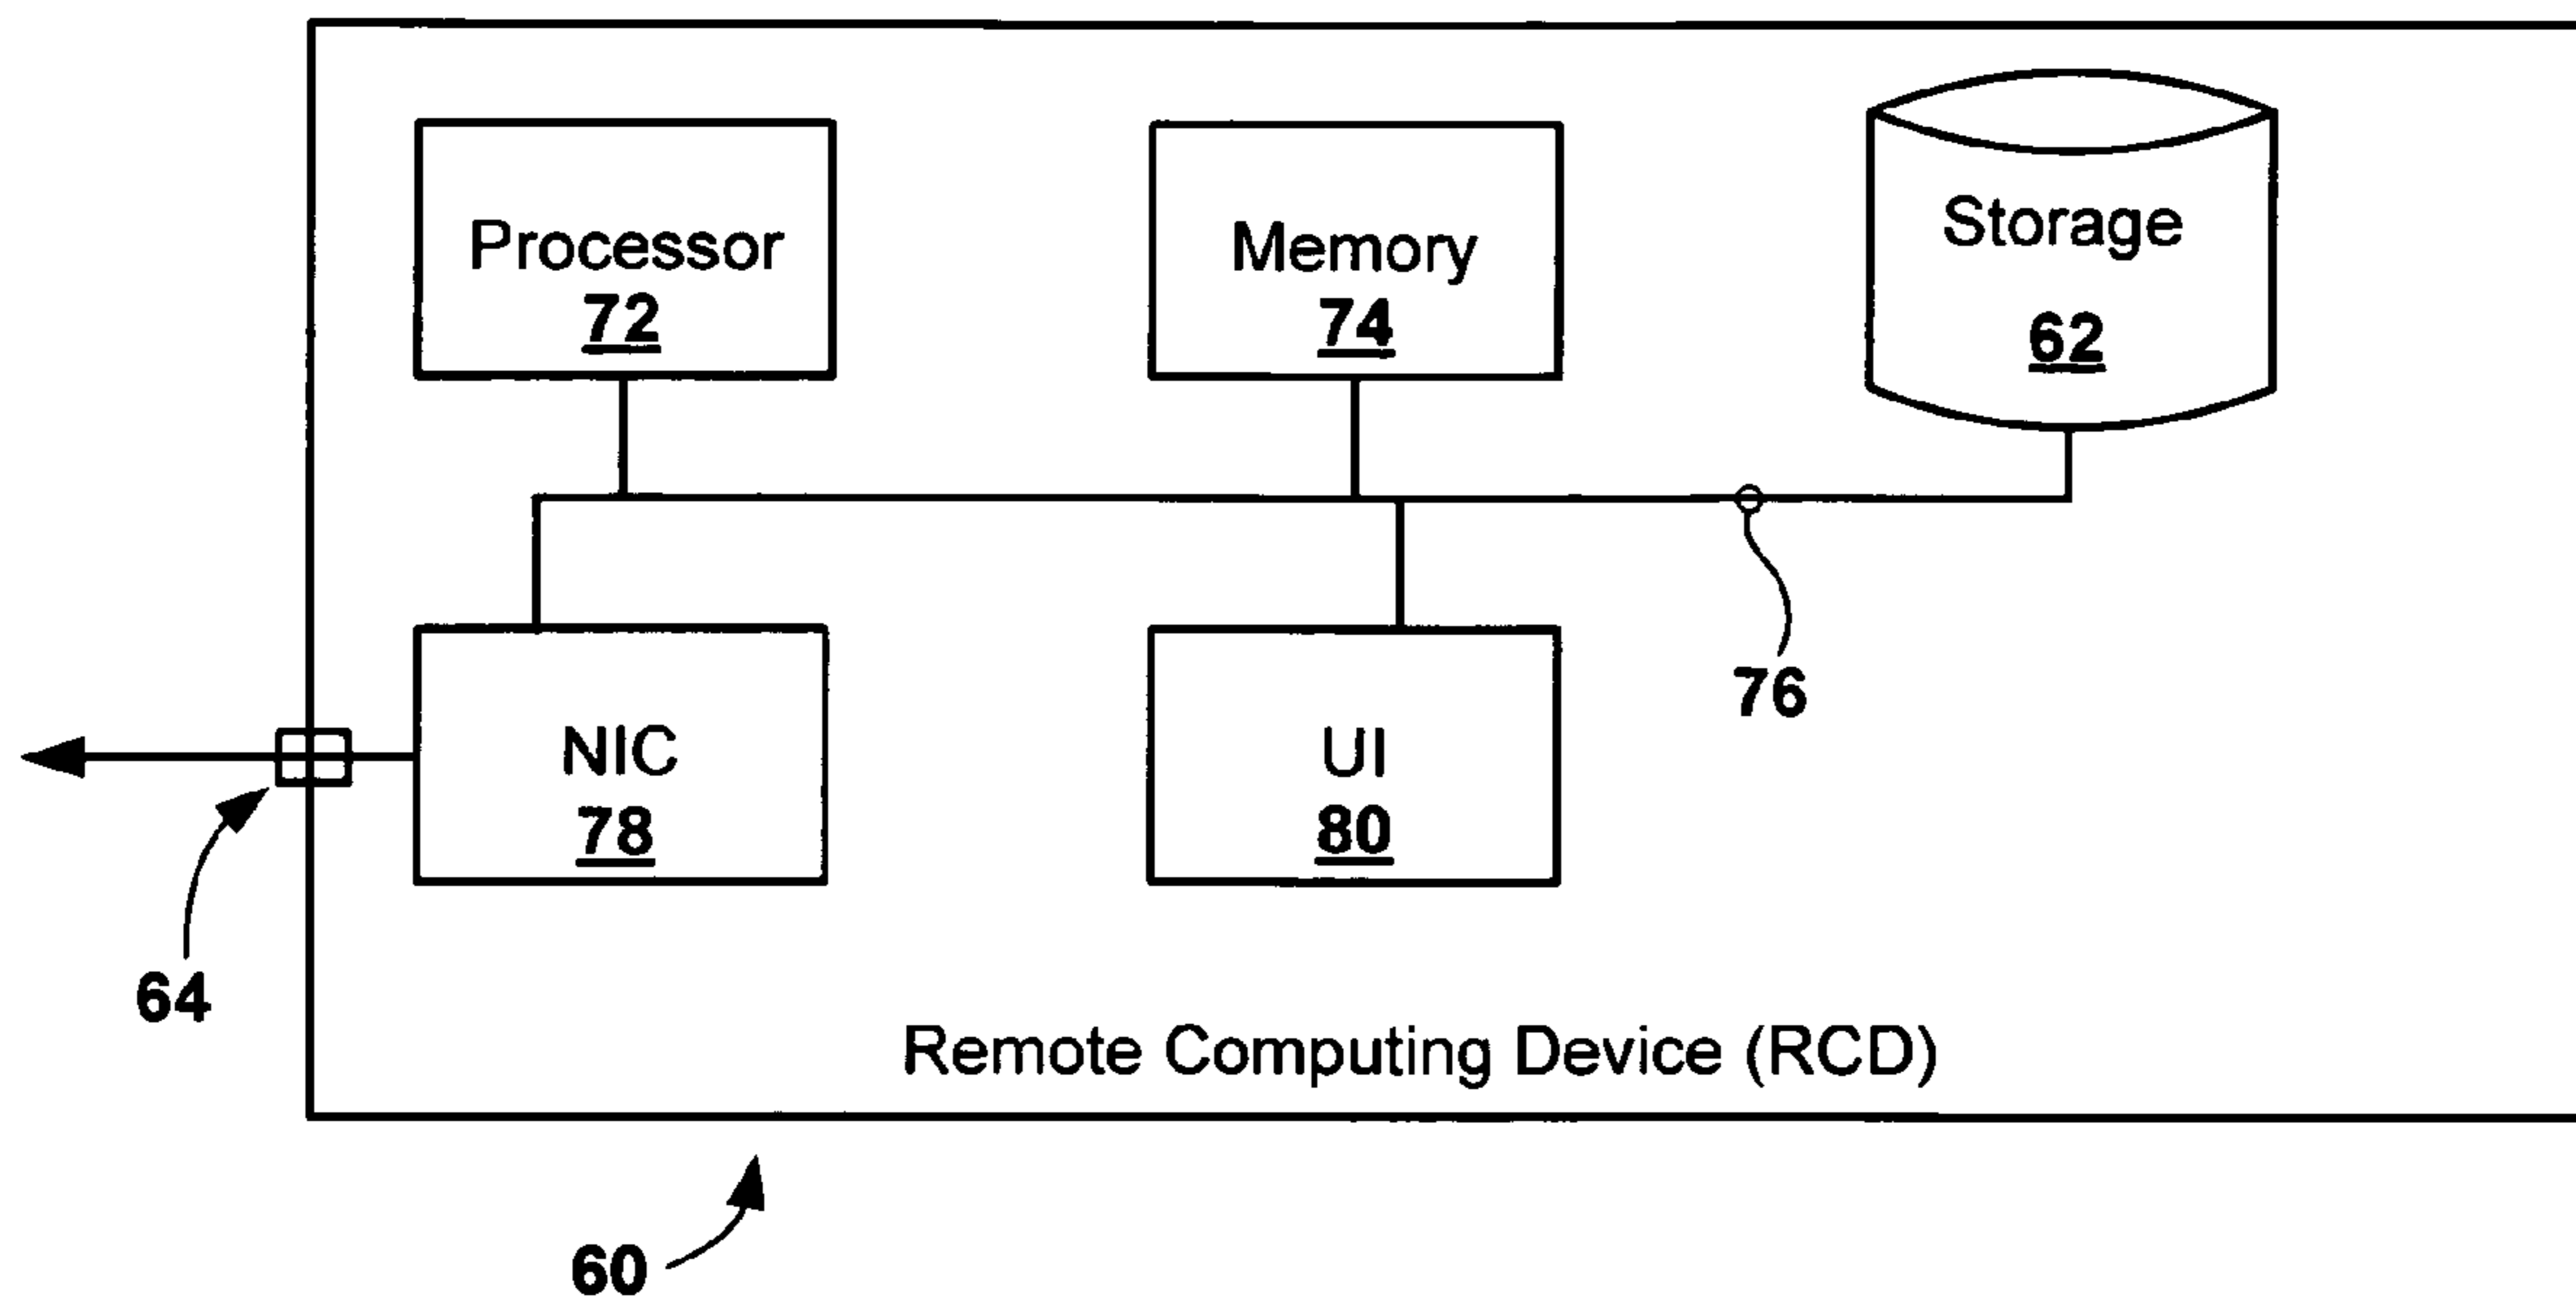 Processor
72
Memory
74
Storage
62
76
NIC
78
UI
80
64
Remote Computing Device (RCD)
60